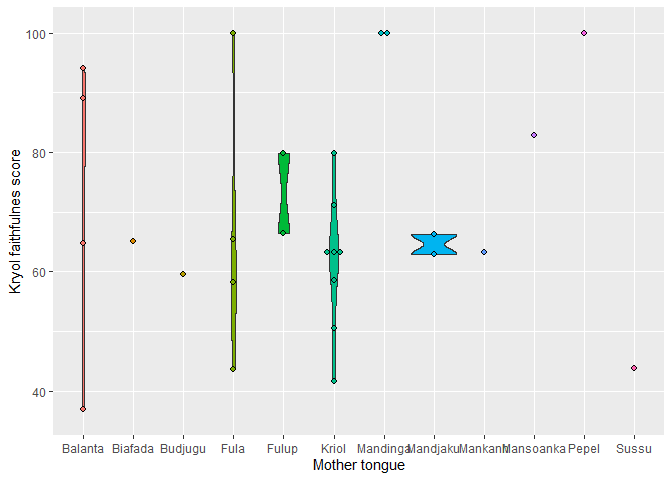 100
80
60
40
Kryol faithfulnes score
Balanta Biafada Budjugu Fula Fulup Kriol Mandinga Mandjaku Mankanh Mansoanka Pepel Sussu
Mother tongue